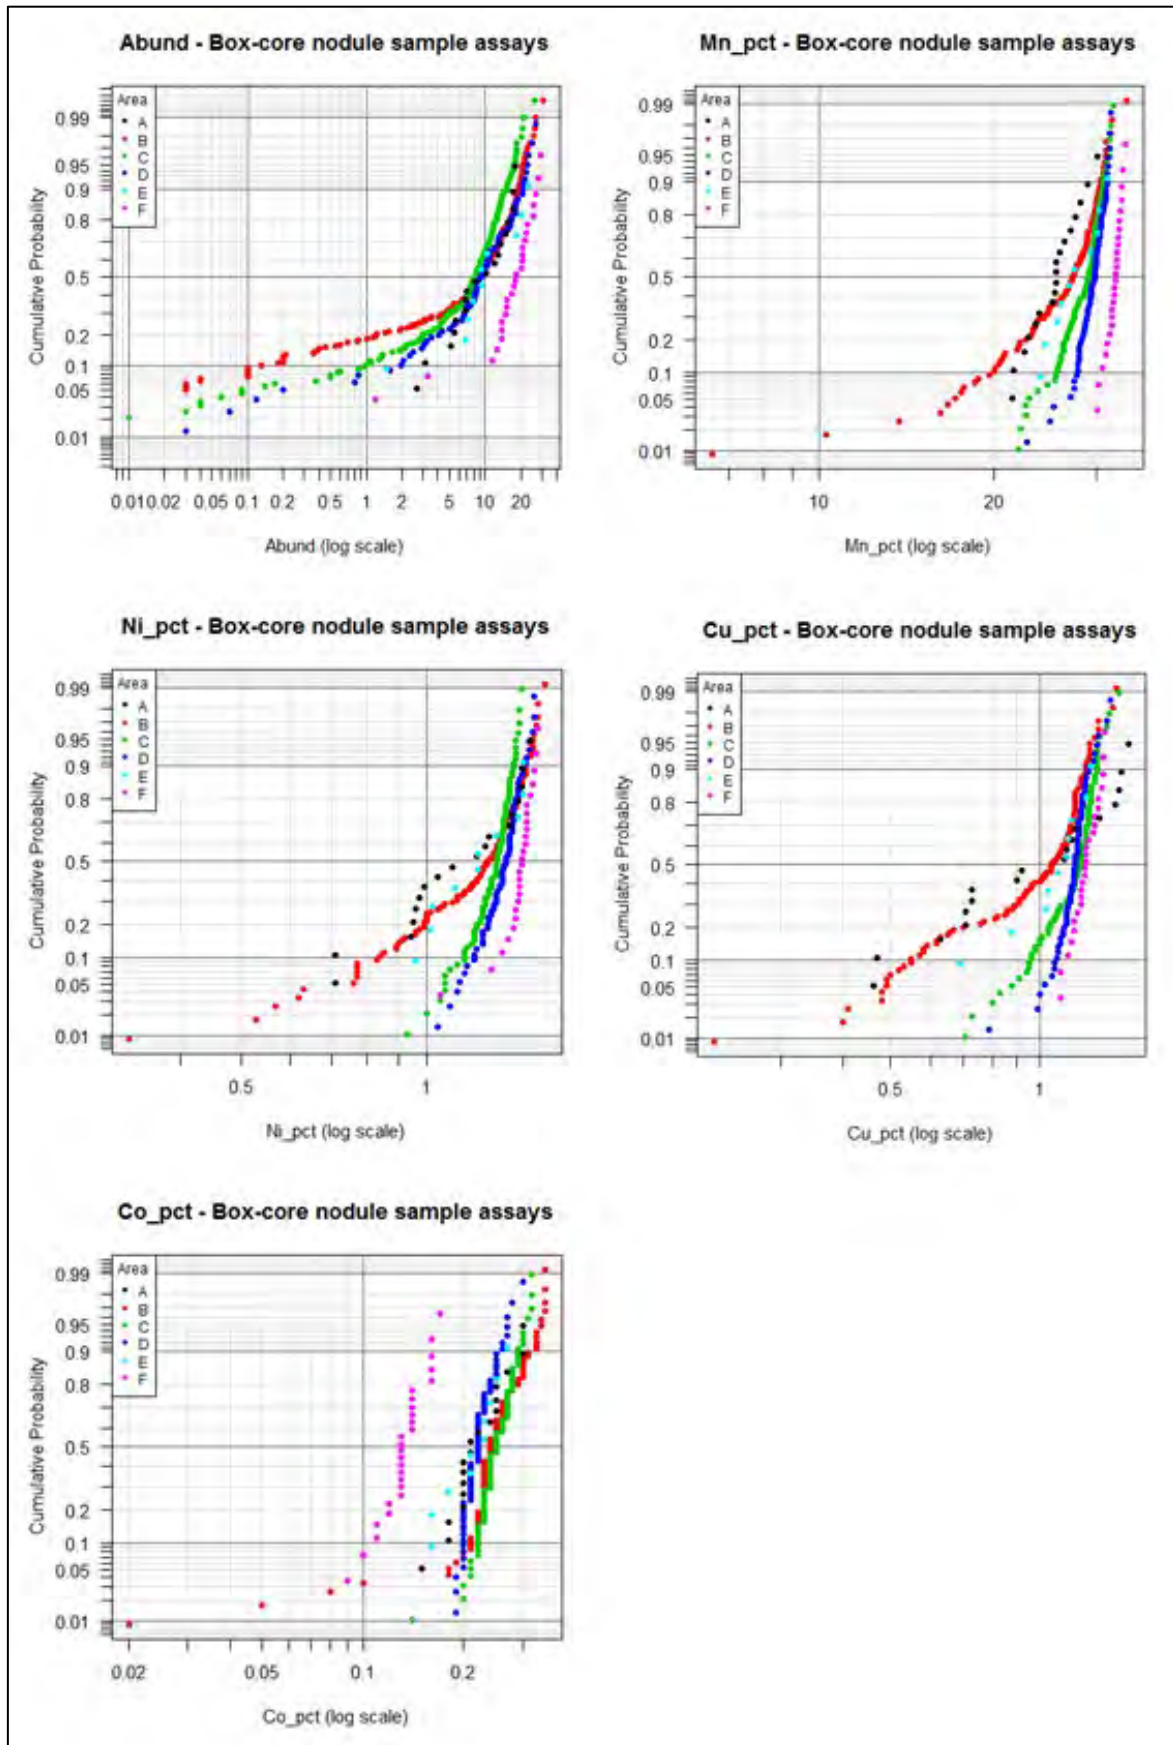 Abund - Box-core nodule sample assays
Cumulative Probability
0.99
0.95
0.9
0.8
0.5
0.2
0.1
0.05
0.01
Area
A
B
C
D
E
F
0.01 0.02 0.05 0.1 0.2 0.5 1 2 5 10 20
Abund (log scale)
Mn_pct - Box-core nodule sample assays
Cumulative Probability
0.99
0.95
0.9
0.8
0.5
0.2
0.1
0.05
0.01
Area
A
B
C
D
E
F
10 20
Mn_pct (log scale)
Ni_pct - Box-core nodule sample assays
Cumulative Probability
0.99
0.95
0.9
0.8
0.5
0.2
0.1
0.05
0.01
Area
A
B
C
D
E
F
0.5 1
Ni_pct (log scale)
Cu_pct - Box-core nodule sample assays
Cumulative Probability
0.99
0.95
0.9
0.8
0.5
0.2
0.1
0.05
0.01
Area
A
B
C
D
E
F
0.5 1
Cu_pct (log scale)
Co_pct - Box-core nodule sample assays
Cumulative Probability
0.99
0.95
0.9
0.8
0.5
0.2
0.1
0.05
0.01
Area
A
B
C
D
E
F
0.02 0.05 0.1 0.2
Co_pct (log scale)